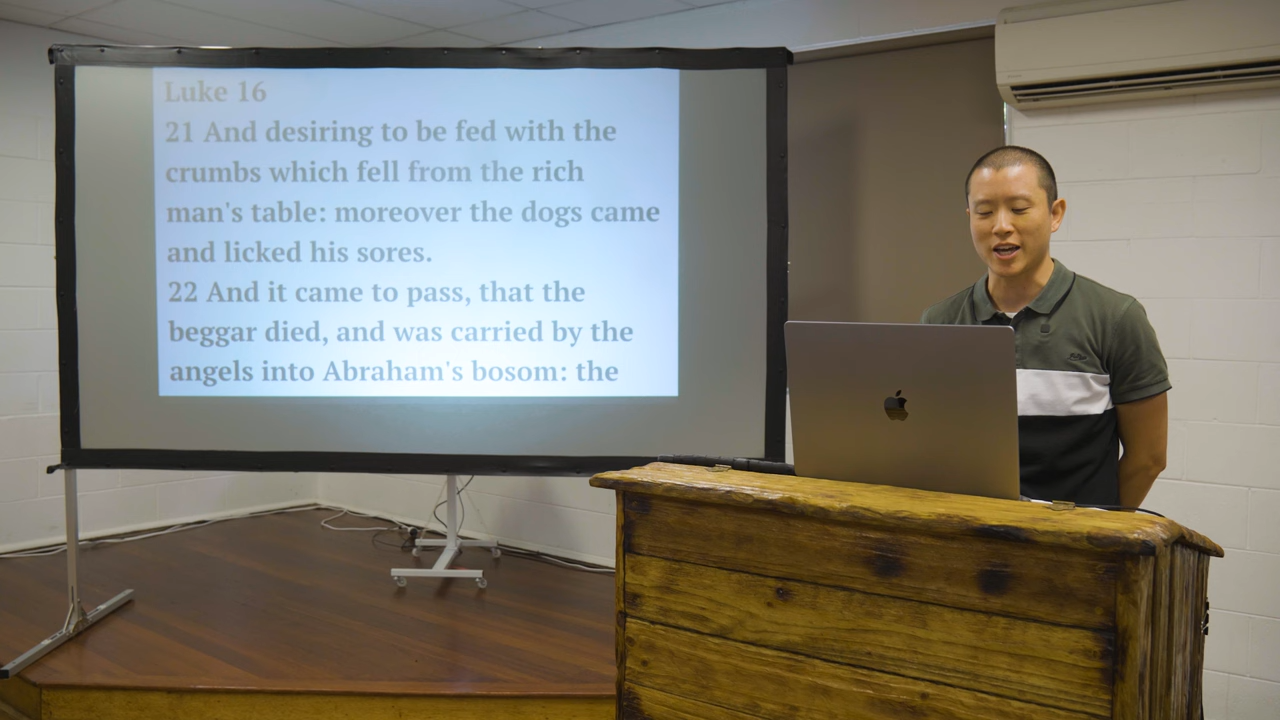 Luke 16
21 And desiring to be fed with the
crumbs which fell from the rich
man's table: moreover the dogs came
and licked his sores.
22 And it came to pass, that the
beggar died, and was carried by the
angels into Abraham's bosom: the